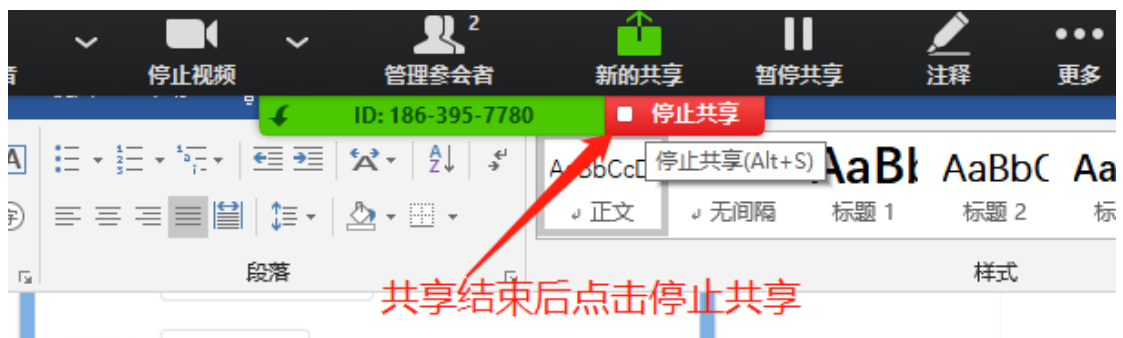 2
停止视频
管理参会者
新的共享
暂停共享
注释
更多
ID: 186-395-7780
停止共享
停止共享(Alt+S)
AaBbC
正文
无间隔
标题 1
标题 2
段落
样式
共享结束后点击停止共享